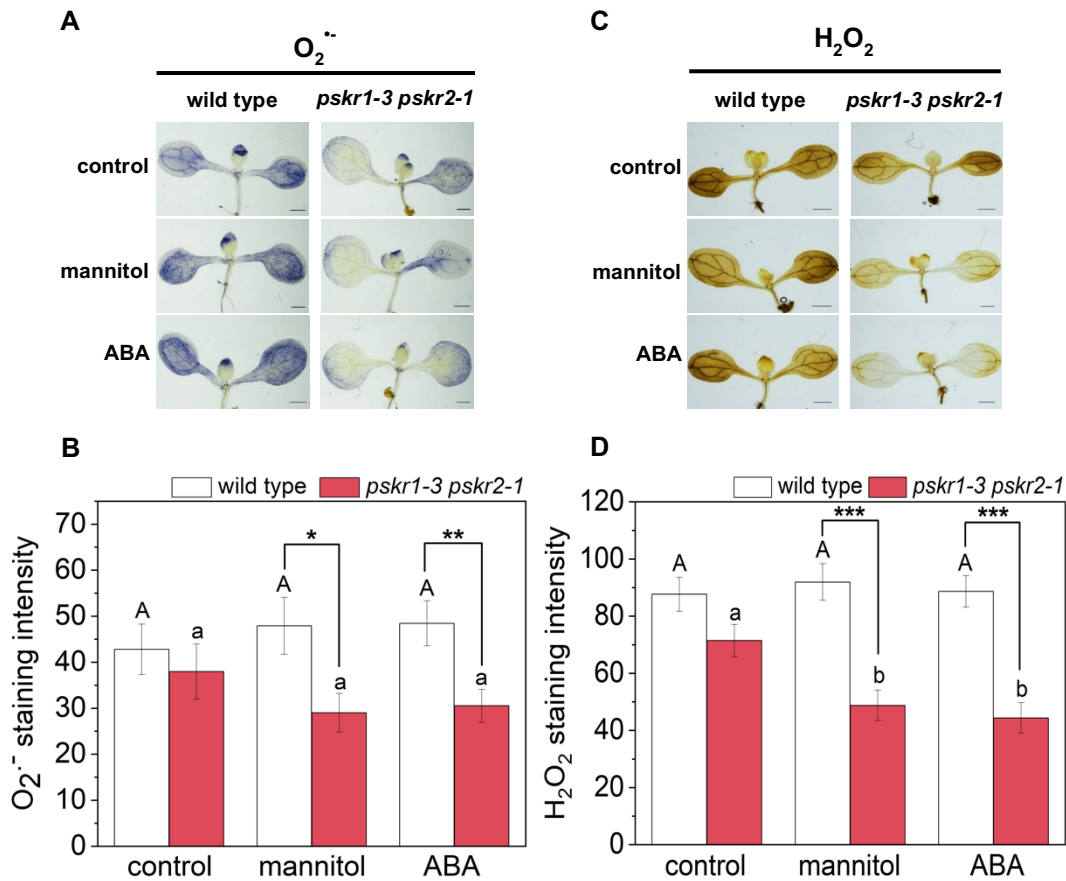 A
O₂•-
wild type pskr1-3 pskr2-1
control
mannitol
ABA
C
H₂O₂
wild type pskr1-3 pskr2-1
control
mannitol
ABA
B
wild type pskr1-3 pskr2-1
O₂•- staining intensity
70
60
50
40
30
20
10
0
A a
* A a
** A a
control mannitol ABA
D
wild type pskr1-3 pskr2-1
H₂O₂ staining intensity
120
100
80
60
40
20
0
A a
*** A b
*** A b
control mannitol ABA